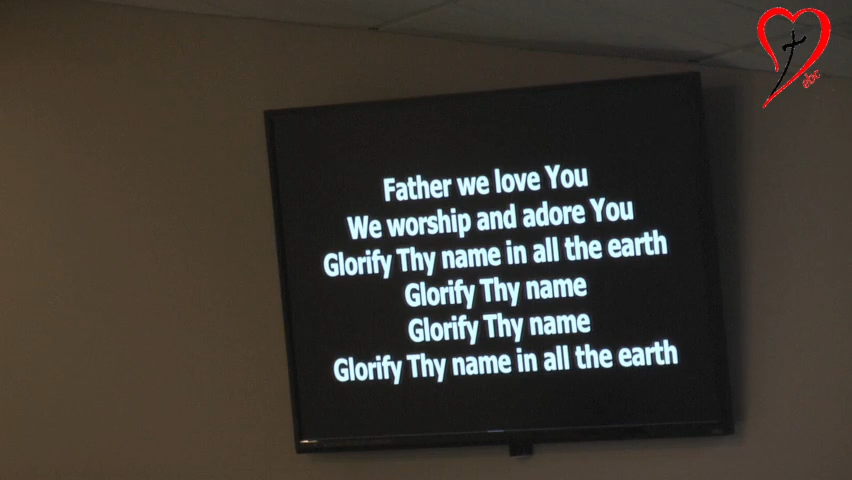 Father we love You
We worship and adore You
Glorify Thy name in all the earth
Glorify Thy name
Glorify Thy name
Glorify Thy name in all the earth
abc